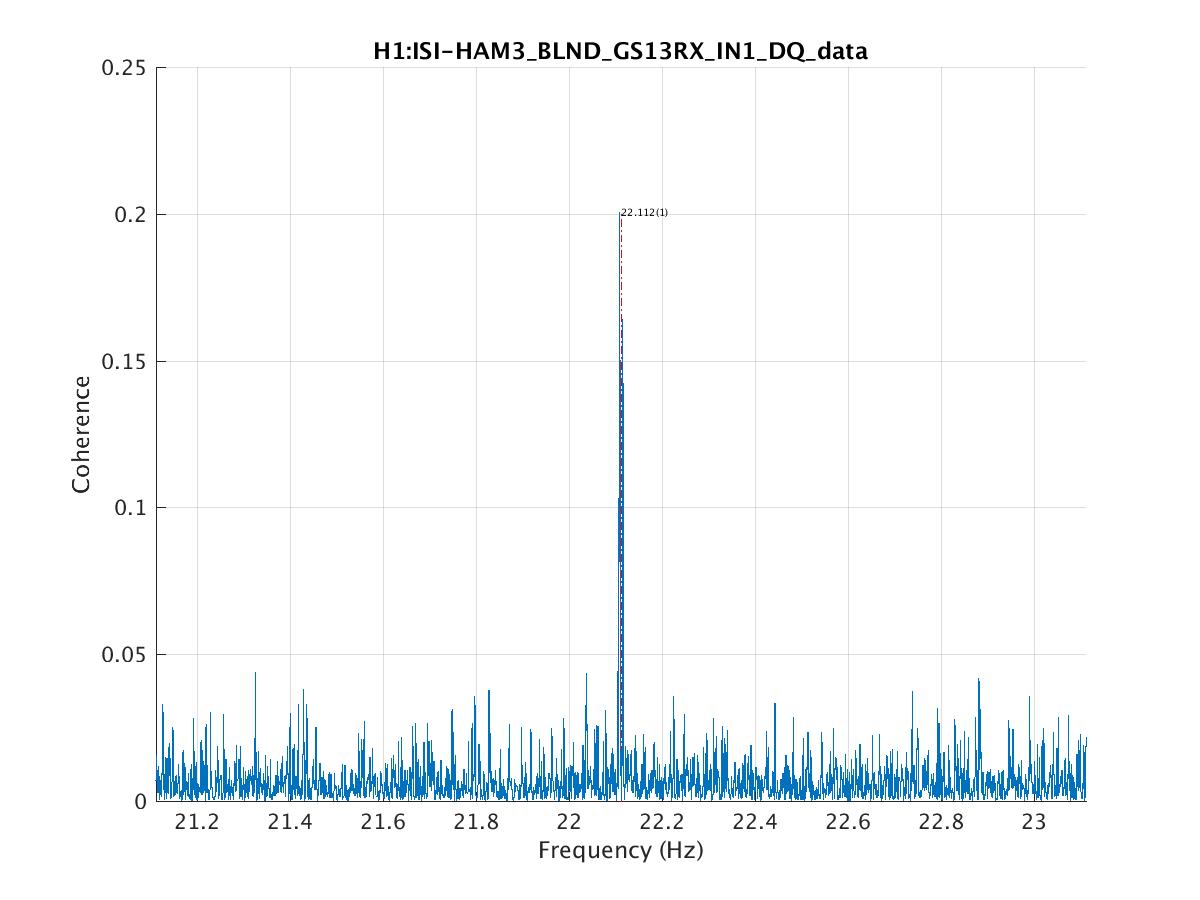 H1:ISI-HAM3_BLND_GS13RX_IN1_DQ_data
0.25
0.2
0.15
0.1
0.05
0
Coherence
22.112(1)
21.2 21.4 21.6 21.8 22 22.2 22.4 22.6 22.8 23
Frequency (Hz)